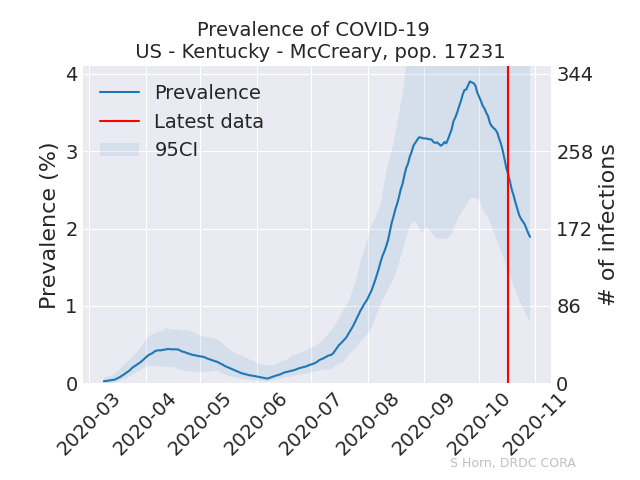 Prevalence of COVID-19
US - Kentucky - McCreary, pop. 17231
Prevalence
Latest data
95CI
Prevalence (%)
4
3
2
1
0
344
258
172
86
0
# of infections
2020-03
2020-04
2020-05
2020-06
2020-07
2020-08
2020-09
2020-10
2020-11
S Horn, DRDC CORA